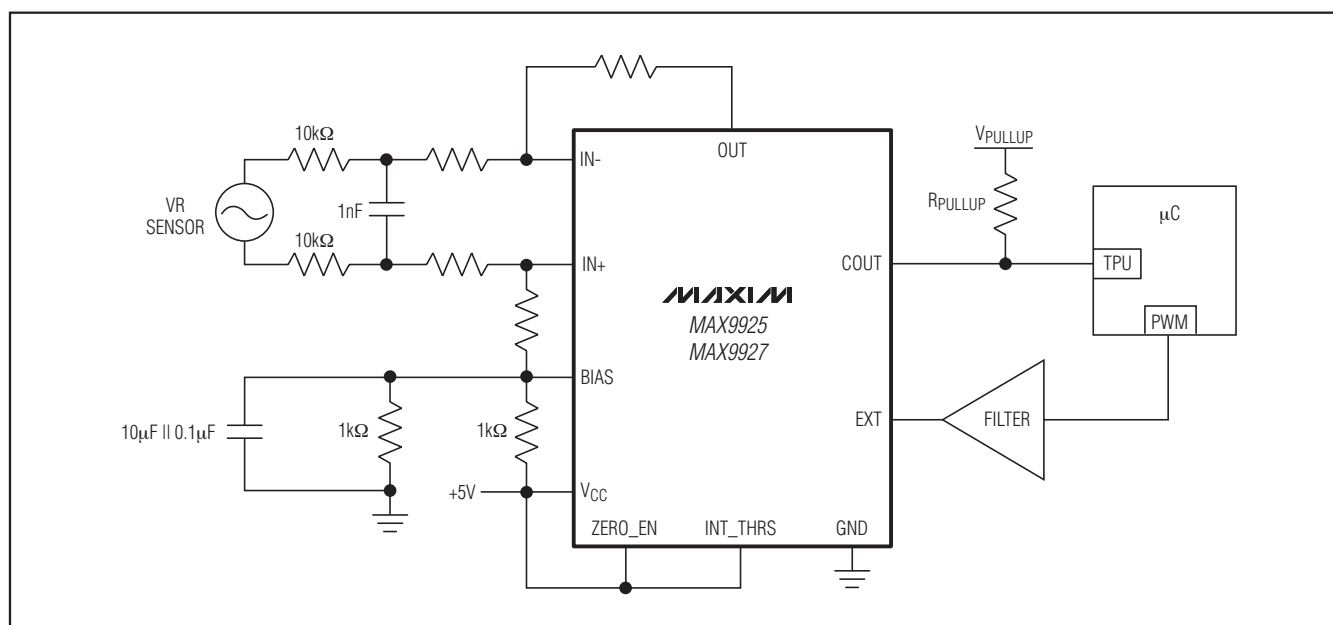 10kΩ
VR
SENSOR
1nF
10kΩ
IN-
OUT
IN+
MAXIM
MAX9925
MAX9927
COUT
VPULLUP
RPULLUP
μC
TPU
PWM
BIAS
10μF || 0.1μF
1kΩ
1kΩ
EXT
FILTER
+5V
VCC
ZERO_EN
INT_THRS
GND